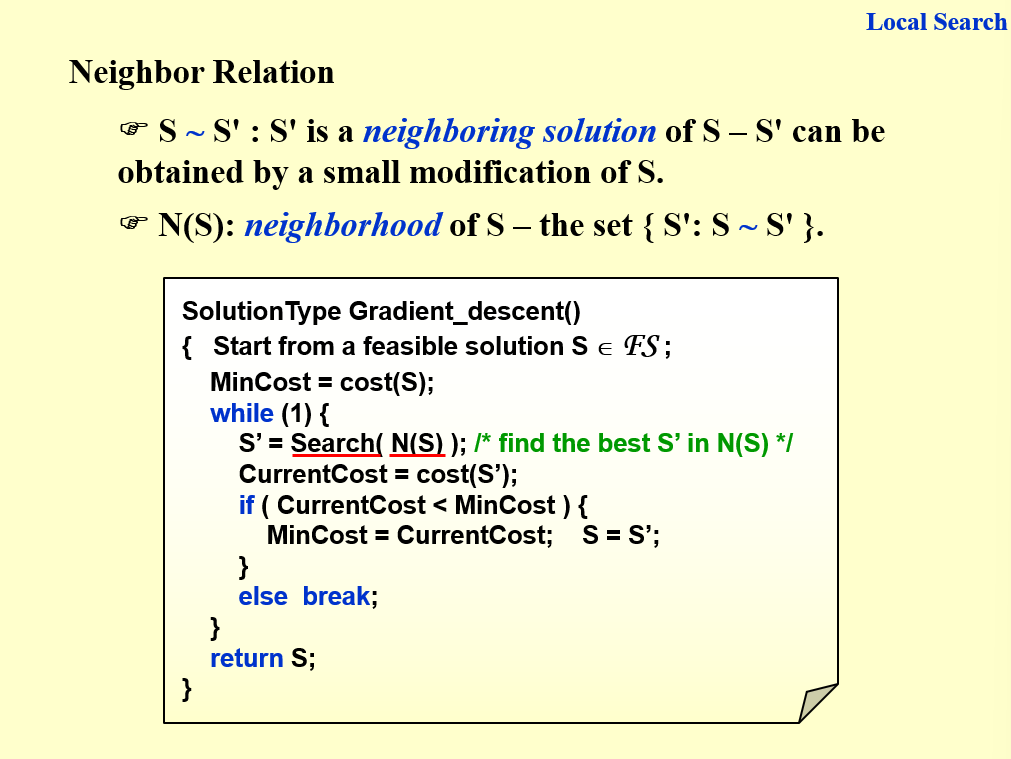 Local Search
Neighbor Relation
☞ S ~ S' : S' is a neighboring solution of S – S' can be
obtained by a small modification of S.
☞ N(S): neighborhood of S – the set { S': S ~ S' }.
SolutionType Gradient_descent()
{ Start from a feasible solution S ∈ ℱ𝒮 ;
MinCost = cost(S);
while (1) {
S’ = Search( N(S) ); /* find the best S’ in N(S) */
CurrentCost = cost(S’);
if ( CurrentCost < MinCost ) {
MinCost = CurrentCost; S = S’;
}
else break;
}
return S;
}